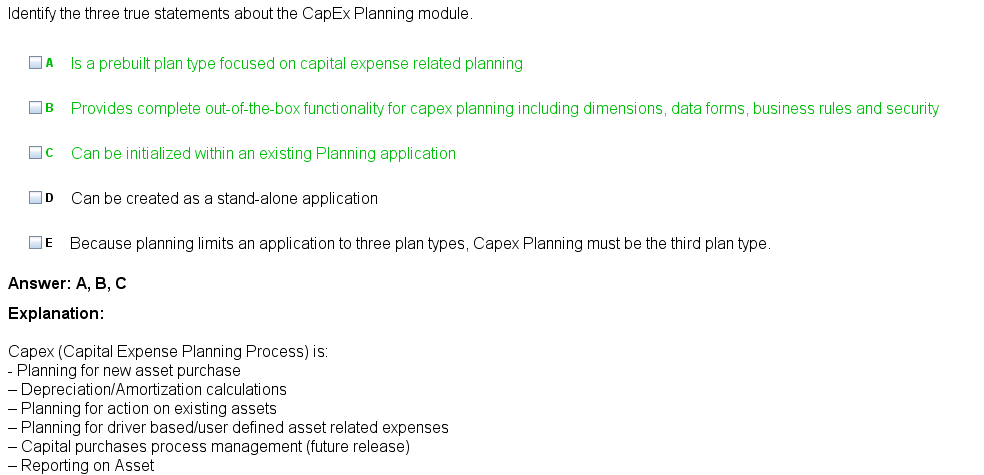 Identify the three true statements about the CapEx Planning module.
A Is a prebuilt plan type focused on capital expense related planning
B Provides complete out-of-the-box functionality for capex planning including dimensions, data forms, business rules and security
C Can be initialized within an existing Planning application
D Can be created as a stand-alone application
E Because planning limits an application to three plan types, Capex Planning must be the third plan type.
Answer: A, B, C
Explanation:
Capex (Capital Expense Planning Process) is:
- Planning for new asset purchase
– Depreciation/Amortization calculations
– Planning for action on existing assets
– Planning for driver based/user defined asset related expenses
– Capital purchases process management (future release)
– Reporting on Asset